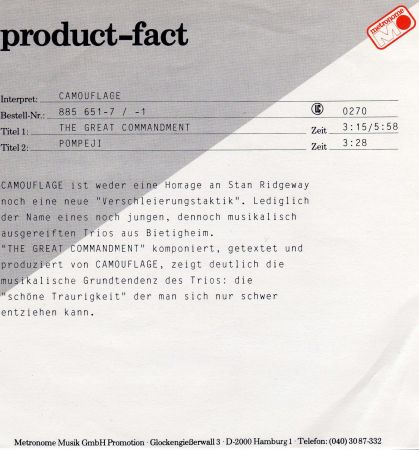 product-fact
metronome
Interpret: CAMOUFLAGE
Bestell-Nr.: 885 651-7 / -1 0270
Titel 1: THE GREAT COMMANDMENT Zeit 3:15/5:58
Titel 2: POMPEJI Zeit 3:28
CAMOUFLAGE ist weder eine Homage an Stan Ridgeway
noch eine neue "Verschleierungstaktik". Lediglich
der Name eines noch jungen, dennoch musikalisch
ausgereiften Trios aus Bietigheim.
"THE GREAT COMMANDMENT" komponiert, getextet und
produziert von CAMOUFLAGE, zeigt deutlich die
musikalische Grundtendenz des Trios: die
"schöne Traurigkeit" der man sich nur schwer
entziehen kann.
Metronome Musik GmbH Promotion · Glockengießerwall 3 · D-2000 Hamburg 1 · Telefon: (040) 30 87-332